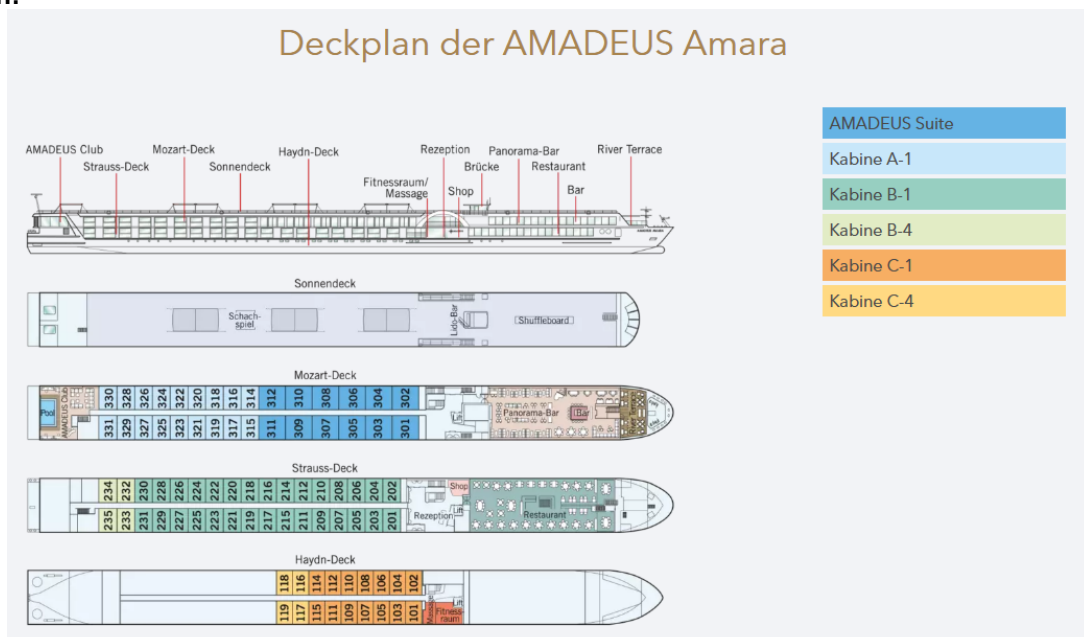 Deckplan der AMADEUS Amara
AMADEUS Suite
Kabine A-1
Kabine B-1
Kabine B-4
Kabine C-1
Kabine C-4
AMADEUS Club
Strauss-Deck
Mozart-Deck
Sonnendeck
Haydn-Deck
Fitnessraum/
Massage
Rezeption
Shop
Brücke
Panorama-Bar
Restaurant
Bar
River Terrace
Sonnendeck
Schach-
spiel
Lido-Bar
Shuffleboard
Mozart-Deck
Pool
AMADEUS Club
330 328 326 324 322 320 318 316 314 312 310 308 306 304 302
331 329 327 325 323 321 319 317 315 311 309 307 305 303 301
Lift
Panorama-Bar
Bar
Strauss-Deck
234 232 230 228 226 224 222 220 218 216 214 212 210 208 206 204 202
235 233 231 229 227 225 223 221 219 217 215 211 209 207 205 203 201
Rezeption
Shop
Lift
Restaurant
Haydn-Deck
118 116 114 112 110 108 106 104 102
119 117 115 111 109 107 105 103 101
Massage
Lift
Fitness-
raum